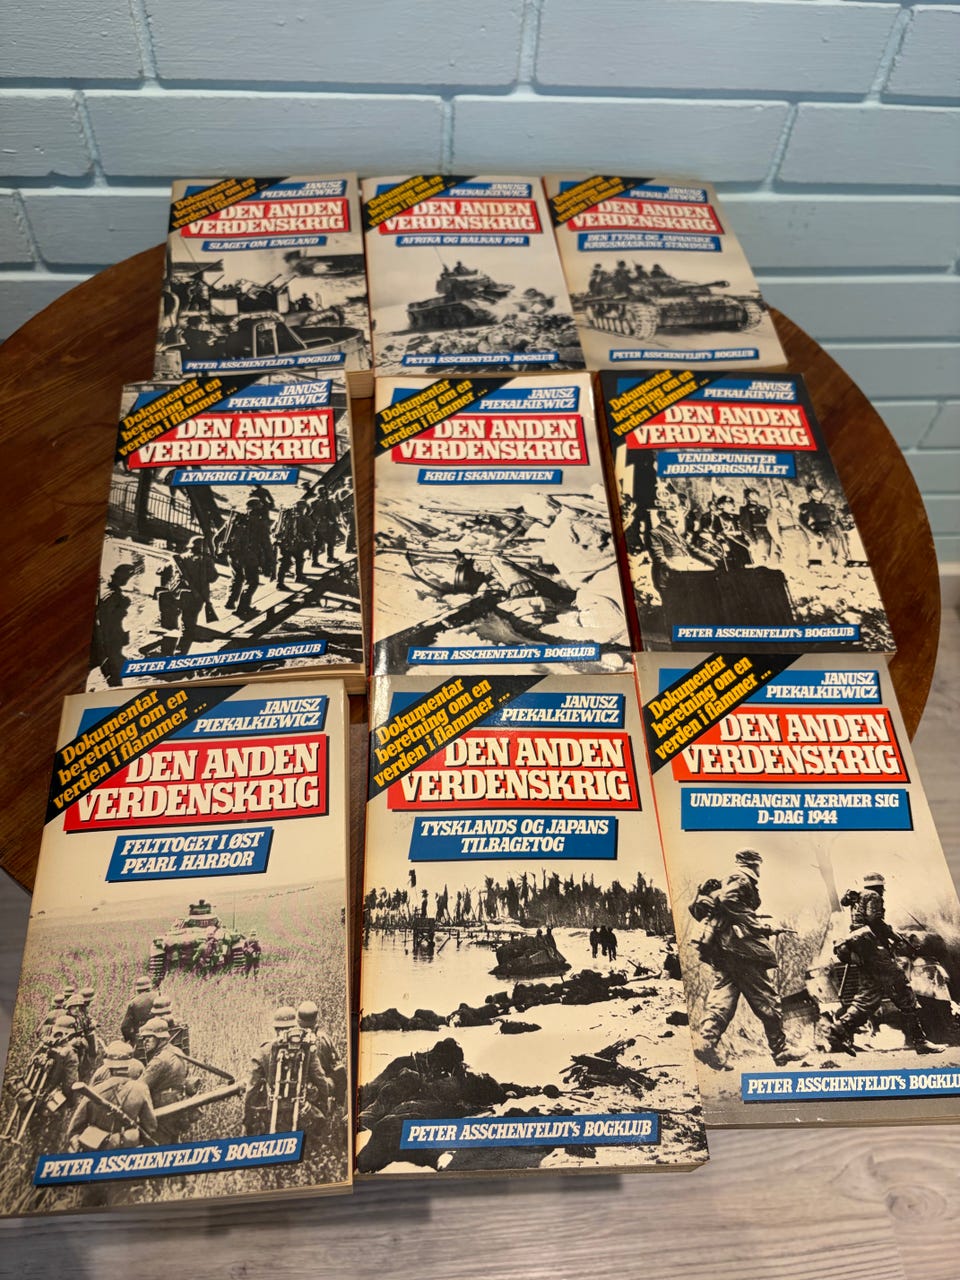 Dokumentar
beretning om en
verden i flammer ...
JANUSZ
PIEKALKIEWICZ
DEN ANDEN
VERDENSKRIG
SLAGET OM ENGLAND
PETER ASSCHENFELDT's BOGKLUB
Dokumentar
beretning om en
verden i flammer ...
JANUSZ
PIEKALKIEWICZ
DEN ANDEN
VERDENSKRIG
AFRIKA OG BALKAN 1941
PETER ASSCHENFELDT's BOGKLUB
Dokumentar
beretning om en
verden i flammer ...
JANUSZ
PIEKALKIEWICZ
DEN ANDEN
VERDENSKRIG
DEN TYSKE OG JAPANSKE
KRIGSMASKINE STANDSES
PETER ASSCHENFELDT's BOGKLUB
Dokumentar
beretning om en
verden i flammer ...
JANUSZ
PIEKALKIEWICZ
DEN ANDEN
VERDENSKRIG
LYNKRIG I POLEN
PETER ASSCHENFELDT's BOGKLUB
Dokumentar
beretning om en
verden i flammer ...
JANUSZ
PIEKALKIEWICZ
DEN ANDEN
VERDENSKRIG
KRIG I SKANDINAVIEN
PETER ASSCHENFELDT's BOGKLUB
Dokumentar
beretning om en
verden i flammer ...
JANUSZ
PIEKALKIEWICZ
DEN ANDEN
VERDENSKRIG
VENDEPUNKTER
JØDESPØRGSMÅLET
PETER ASSCHENFELDT's BOGKLUB
Dokumentar
beretning om en
verden i flammer ...
JANUSZ
PIEKALKIEWICZ
DEN ANDEN
VERDENSKRIG
FELTTOGET I ØST
PEARL HARBOR
PETER ASSCHENFELDT's BOGKLUB
Dokumentar
beretning om en
verden i flammer ...
JANUSZ
PIEKALKIEWICZ
DEN ANDEN
VERDENSKRIG
TYSKLANDS OG JAPANS
TILBAGETOG
PETER ASSCHENFELDT's BOGKLUB
Dokumentar
beretning om en
verden i flammer ...
JANUSZ
PIEKALKIEWICZ
DEN ANDEN
VERDENSKRIG
UNDERGANGEN NÆRMER SIG
D-DAG 1944
PETER ASSCHENFELDT's BOGKLU